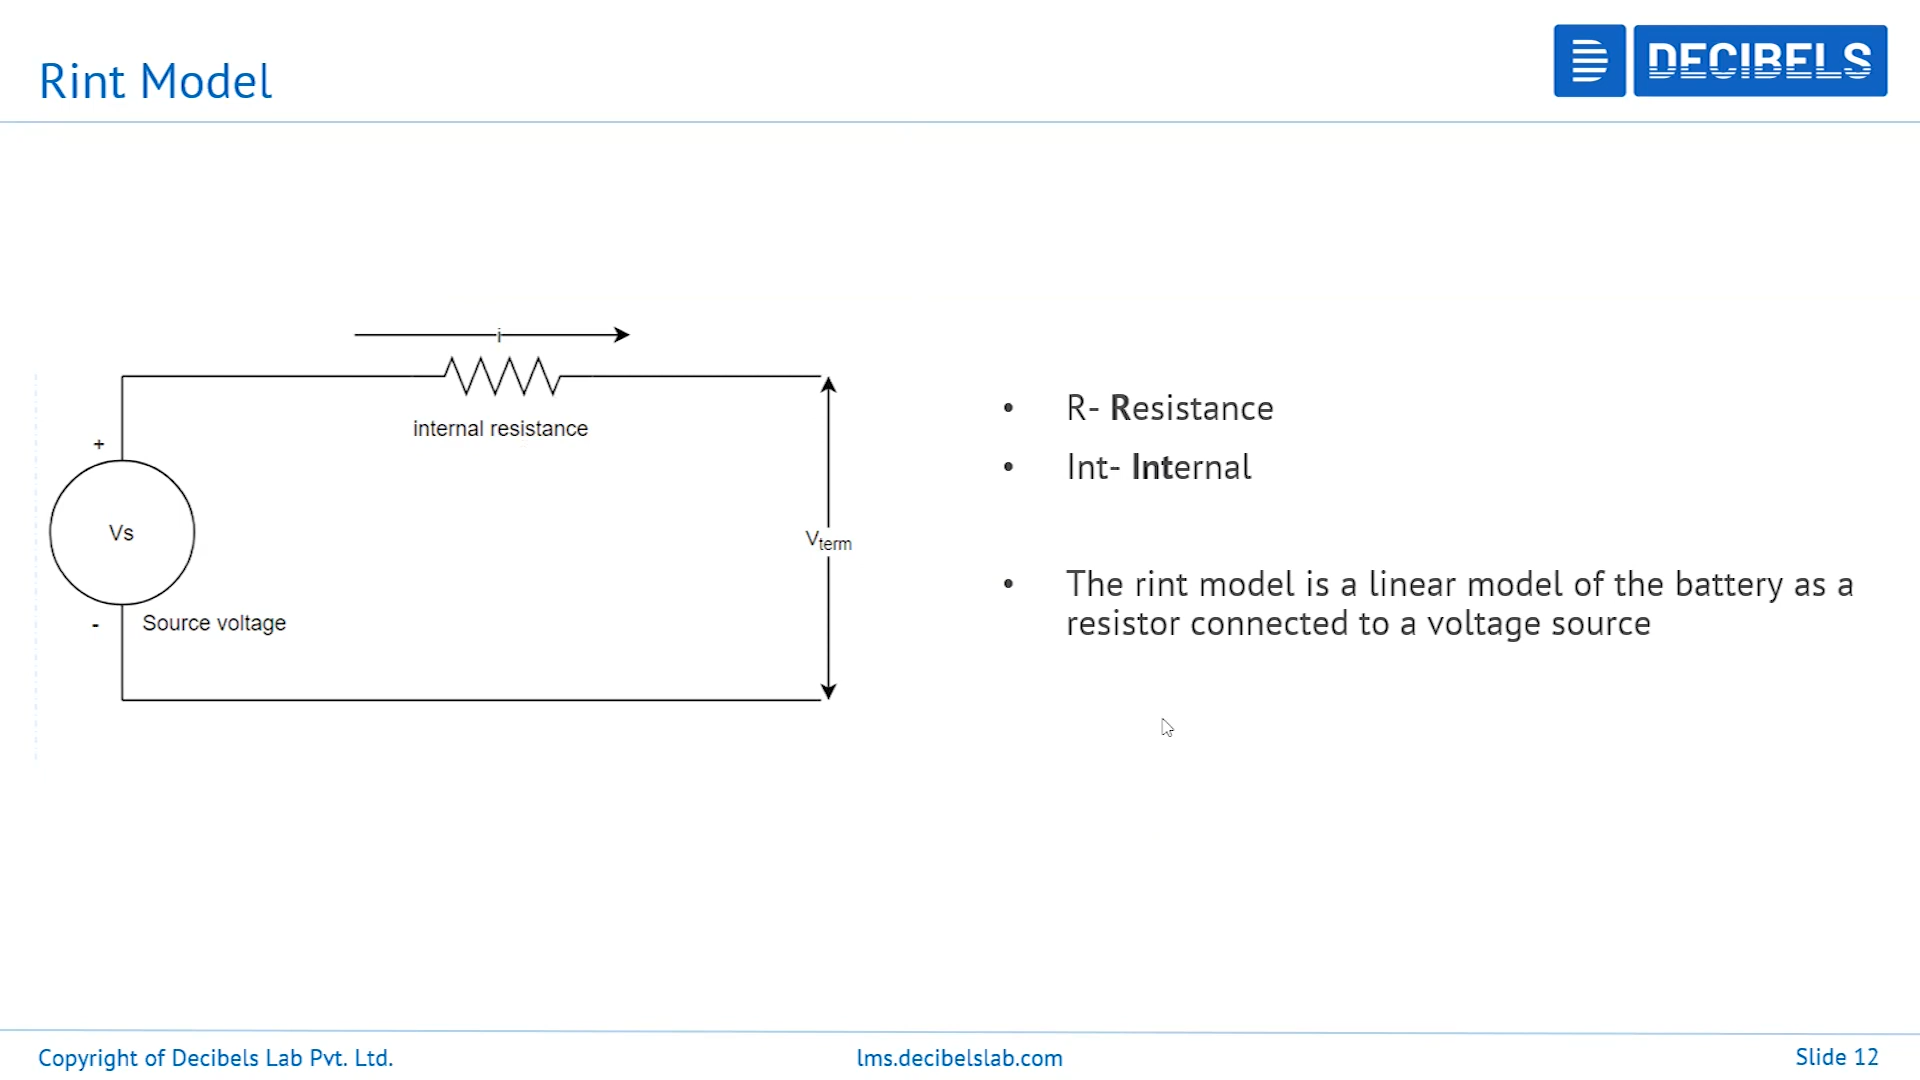 Rint Model
DECIBELS
i
internal resistance
+
Vs
-
Source voltage
Vterm
• R- Resistance
• Int- Internal
• The rint model is a linear model of the battery as a
resistor connected to a voltage source
Copyright of Decibels Lab Pvt. Ltd.
lms.decibelslab.com
Slide 12